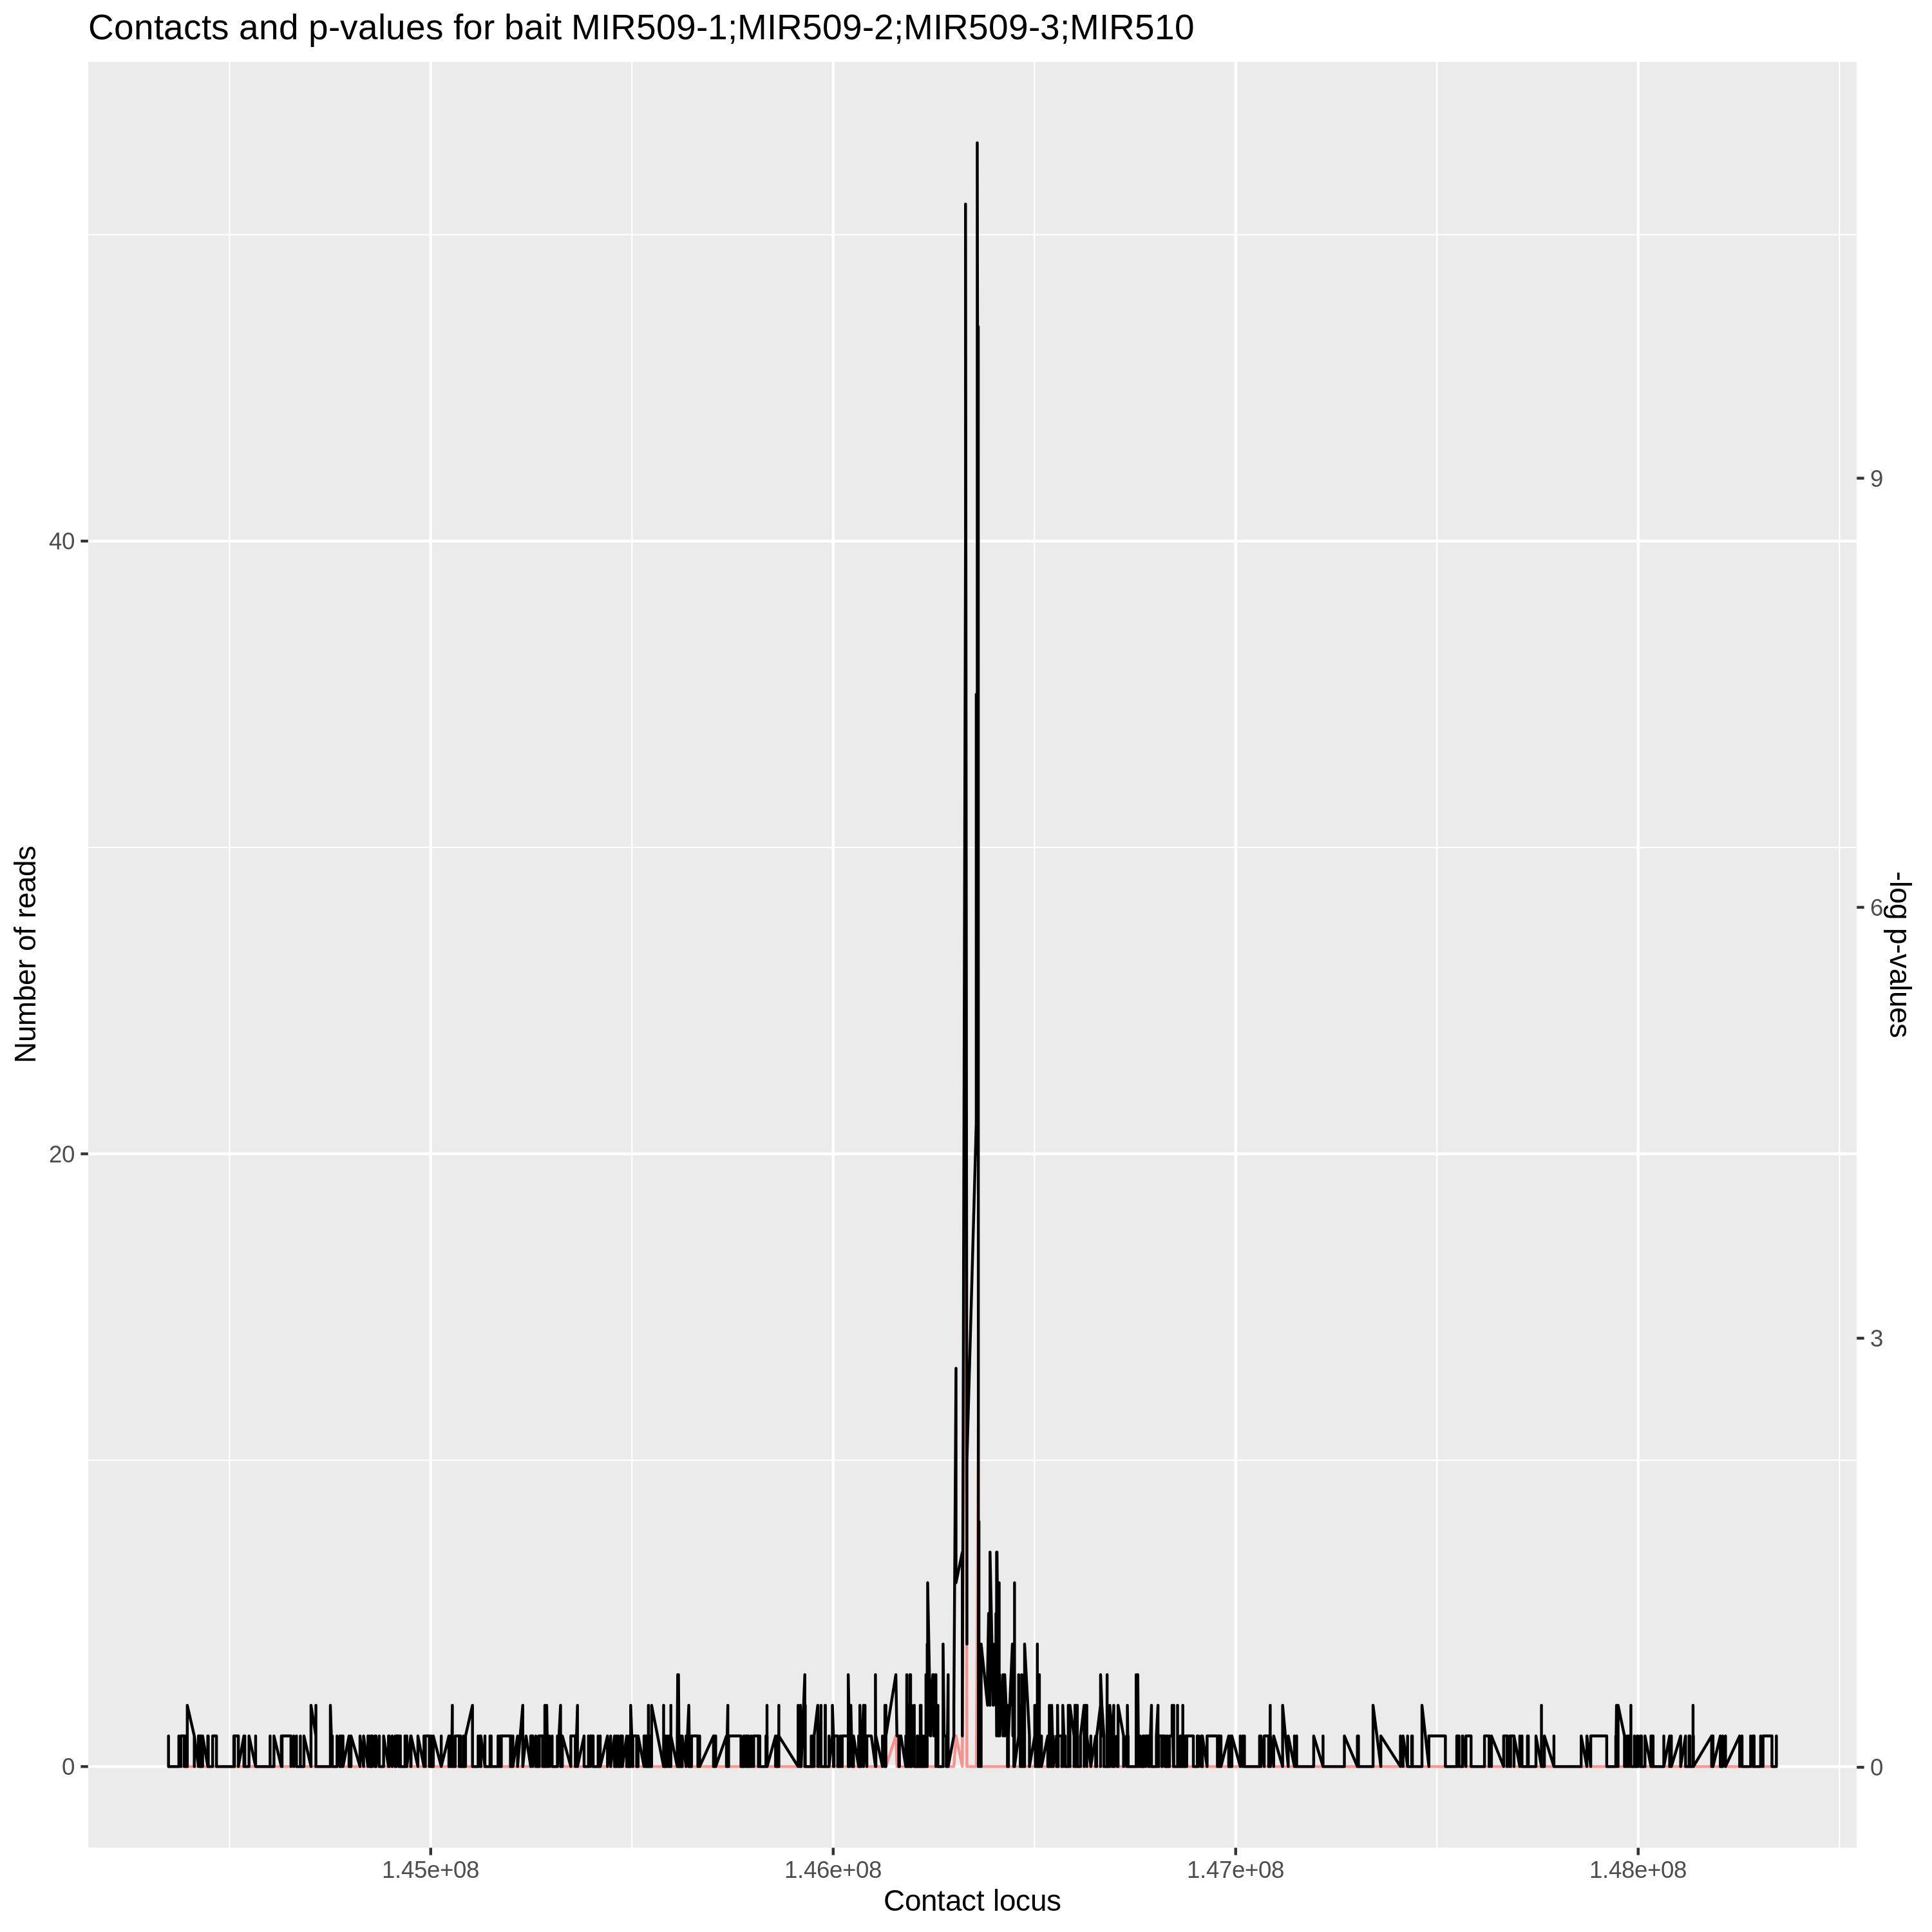 Contacts and p-values for bait MIR509-1;MIR509-2;MIR509-3;MIR510
Number of reads
40
20
0
9
6
3
0
-log p-values
1.45e+08
1.46e+08
1.47e+08
1.48e+08
Contact locus